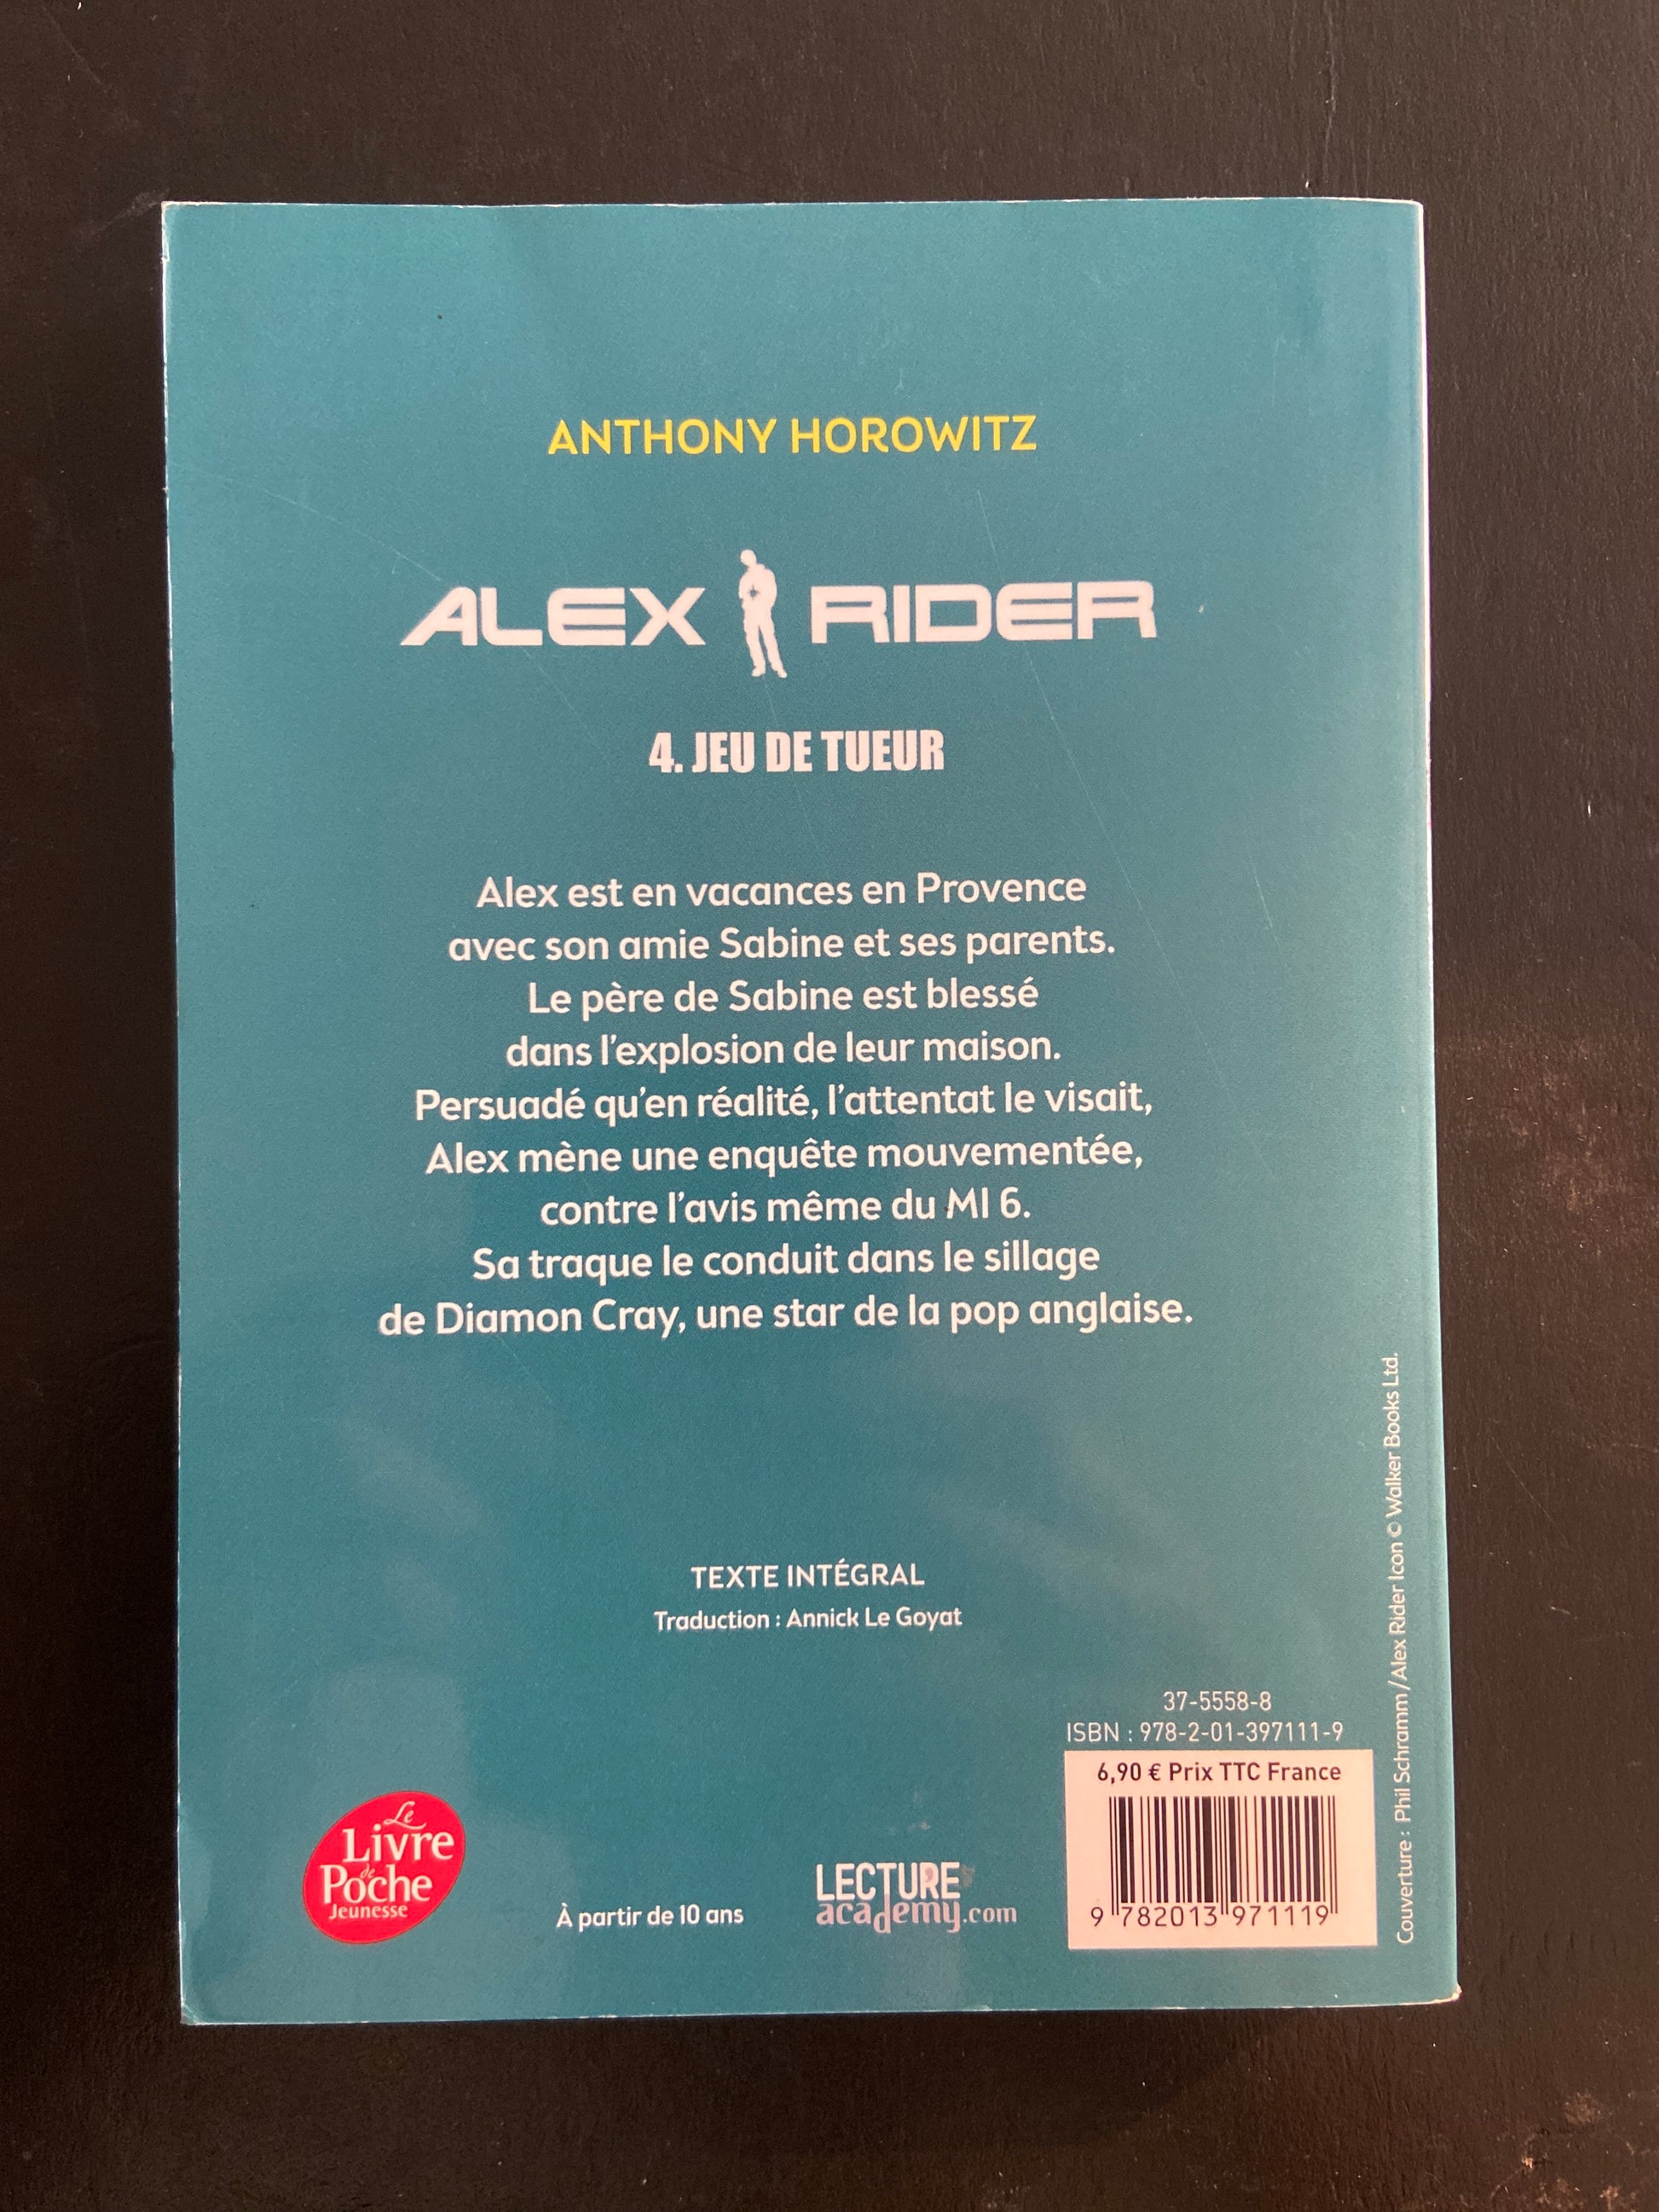 ANTHONY HOROWITZ
ALEX RIDER
4. JEU DE TUEUR
Alex est en vacances en Provence
avec son amie Sabine et ses parents.
Le père de Sabine est blessé
dans l'explosion de leur maison.
Persuadé qu'en réalité, l'attentat le visait,
Alex mène une enquête mouvementée,
contre l'avis même du MI 6.
Sa traque le conduit dans le sillage
de Diamon Cray, une star de la pop anglaise.
TEXTE INTÉGRAL
Traduction : Annick Le Goyat
37-5558-8
ISBN : 978-2-01-397111-9
6,90 € Prix TTC France
9 782013 971119
Le
Livre
de
Poche
Jeunesse
À partir de 10 ans
LECTURE
academy.com
Couverture : Phil Schramm / Alex Rider Icon © Walker Books Ltd.